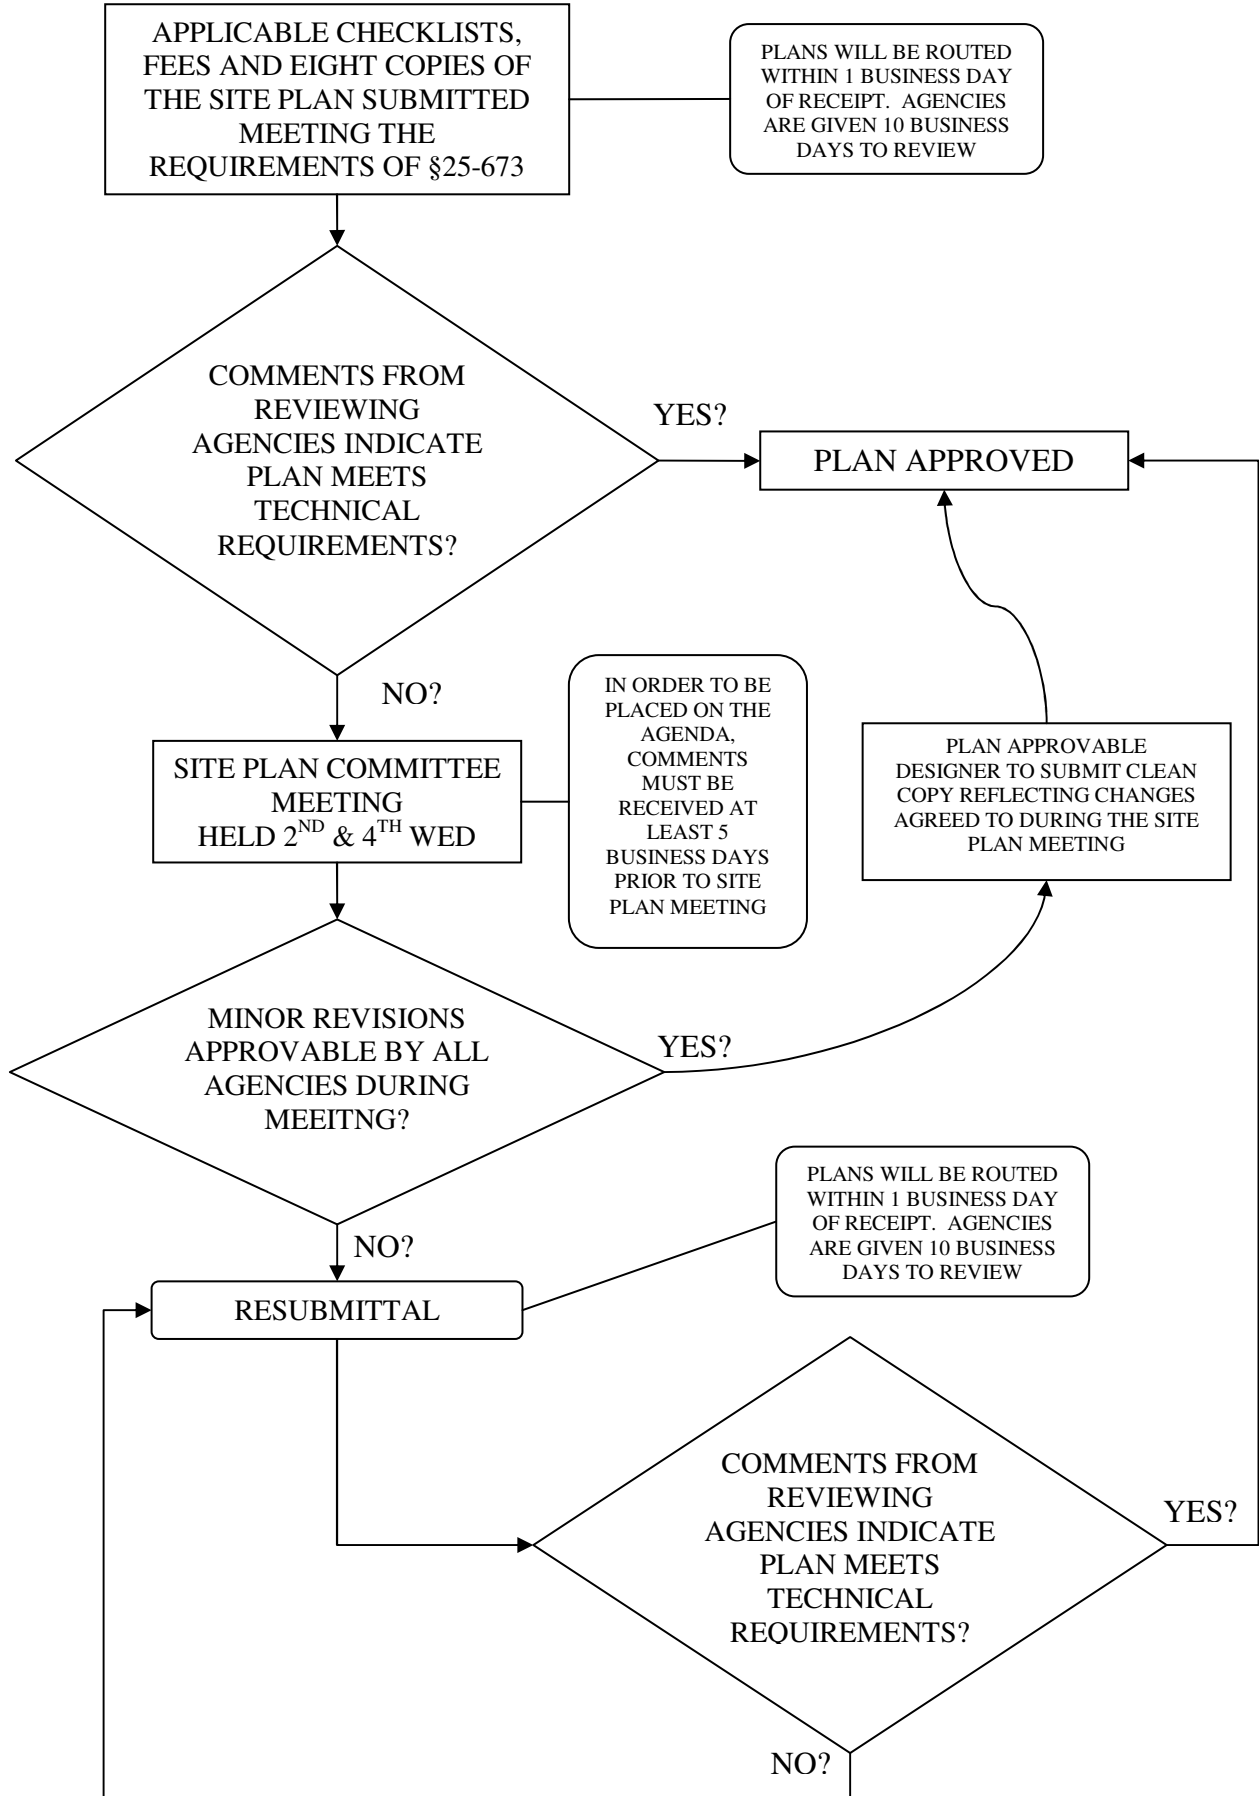 APPLICABLE CHECKLISTS,
FEES AND EIGHT COPIES OF
THE SITE PLAN SUBMITTED
MEETING THE
REQUIREMENTS OF §25-673
PLANS WILL BE ROUTED
WITHIN 1 BUSINESS DAY
OF RECEIPT.  AGENCIES
ARE GIVEN 10 BUSINESS
DAYS TO REVIEW
COMMENTS FROM
REVIEWING
AGENCIES INDICATE
PLAN MEETS
TECHNICAL
REQUIREMENTS?
YES?
PLAN APPROVED
NO?
SITE PLAN COMMITTEE
MEETING
HELD 2ND & 4TH WED
IN ORDER TO BE
PLACED ON THE
AGENDA,
COMMENTS
MUST BE
RECEIVED AT
LEAST 5
BUSINESS DAYS
PRIOR TO SITE
PLAN MEETING
PLAN APPROVABLE
DESIGNER TO SUBMIT CLEAN
COPY REFLECTING CHANGES
AGREED TO DURING THE SITE
PLAN MEETING
MINOR REVISIONS
APPROVABLE BY ALL
AGENCIES DURING
MEEITNG?
YES?
NO?
PLANS WILL BE ROUTED
WITHIN 1 BUSINESS DAY
OF RECEIPT.  AGENCIES
ARE GIVEN 10 BUSINESS
DAYS TO REVIEW
RESUBMITTAL
COMMENTS FROM
REVIEWING
AGENCIES INDICATE
PLAN MEETS
TECHNICAL
REQUIREMENTS?
YES?
NO?